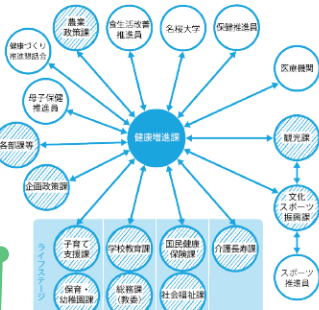 農業
政策課
食生活改善
推進員
名桜大学
保健推進員
健康づくり
推進懇話会
医療機関
母子保健
推進員
健康増進課
観光課
各部課等
企画政策課
文化
スポーツ
振興課
ライフステージ
子育て
支援課
学校教育課
国民健康
保険課
介護長寿課
スポーツ
推進員
保育・
幼稚園課
総務課
（教委）
社会福祉課